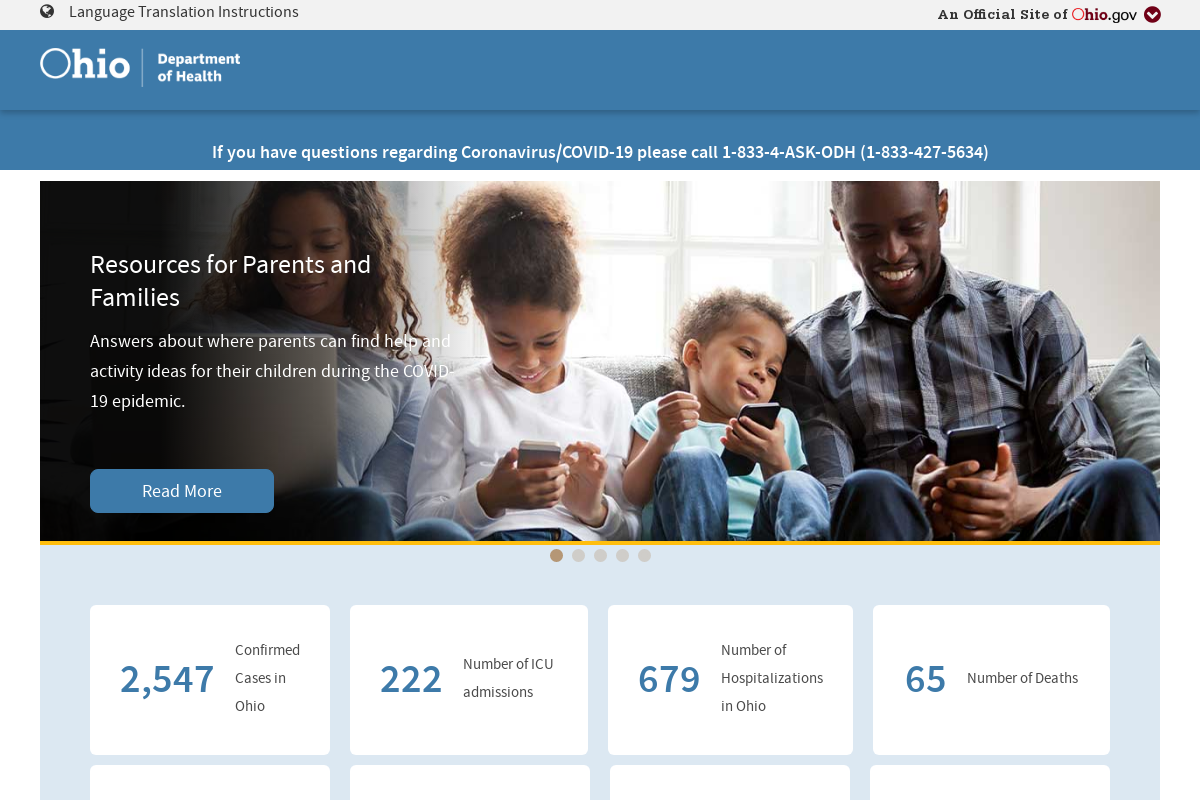 Language Translation Instructions
An Official Site of Ohio.gov
Ohio
Department
of Health
If you have questions regarding Coronavirus/COVID-19 please call 1-833-4-ASK-ODH (1-833-427-5634)
Resources for Parents and
Families
Answers about where parents can find help and
activity ideas for their children during the COVID-
19 epidemic.
Read More
2,547
Confirmed
Cases in
Ohio
222
Number of ICU
admissions
679
Number of
Hospitalizations
in Ohio
65
Number of Deaths